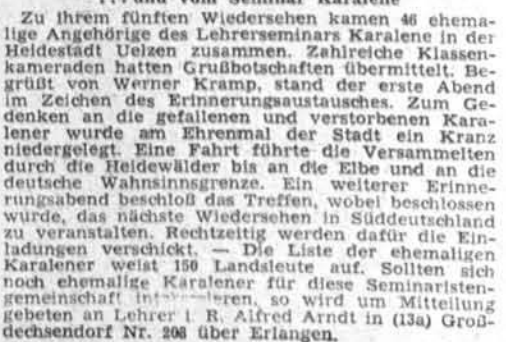 ... und vom Seminar Karalene
Zu ihrem fünften Wiedersehen kamen 46 ehema-
lige Angehörige des Lehrerseminars Karalene in der
Heidestadt Uelzen zusammen. Zahlreiche Klassen-
kameraden hatten Grußbotschaften übermittelt. Be-
grüßt von Werner Kramp, stand der erste Abend
im Zeichen des Erinnerungsaustausches. Zum Ge-
denken an die gefallenen und verstorbenen Kara-
lener wurde am Ehrenmal der Stadt ein Kranz
niedergelegt. Eine Fahrt führte die Versammelten
durch die Heidewälder bis an die Elbe und an die
deutsche Wahnsinnsgrenze. Ein weiterer Erinne-
rungsabend beschloß das Treffen, wobei beschlossen
wurde, das nächste Wiedersehen in Süddeutschland
zu veranstalten. Rechtzeitig werden dafür die Ein-
ladungen verschickt. — Die Liste der ehemaligen
Karalener weist 150 Landsleute auf. Sollten sich
noch ehemalige Karalener für diese Seminaristen-
gemeinschaft so wird um Mitteilung
gebeten an Lehrer i. R. Alfred Arndt in (13a) Groß-
dechsendorf Nr. 208 über Erlangen.